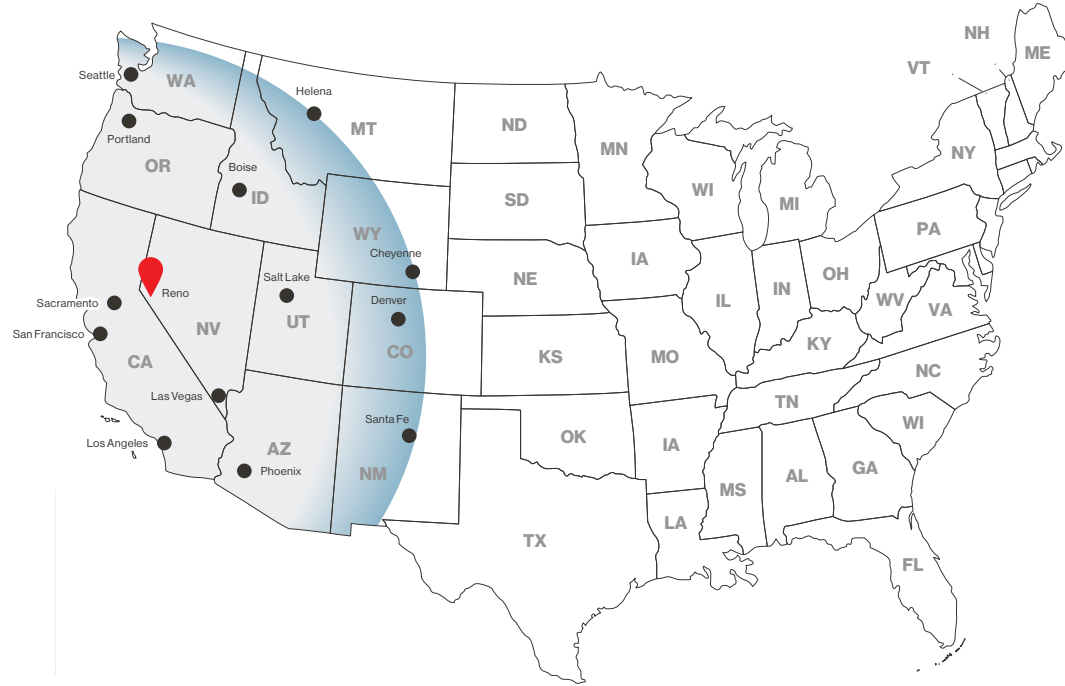 NH
ME
VT
Seattle
WA
Helena
Portland
MT
ND
MN
NY
OR
Boise
ID
SD
WI
MI
PA
WY
Cheyenne
Reno
Salt Lake
Denver
NE
IA
IL
IN
OH
WV
VA
Sacramento
San Francisco
NV
UT
CO
KS
MO
KY
CA
NC
Las Vegas
TN
Santa Fe
OK
IA
WI
Los Angeles
AZ
Phoenix
NM
MS
AL
GA
TX
LA
FL